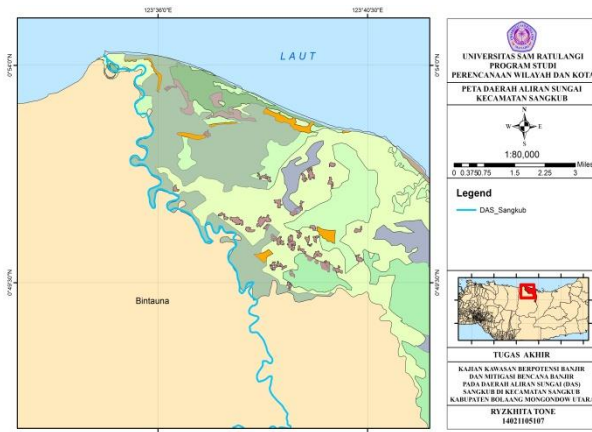 123°36'0"E
123°40'30"E
0°54'0"N
0°49'30"N
LAUT
Bintauna
UNIVERSITAS SAM RATULANGI
PROGRAM STUDI
PERENCANAAN WILAYAH DAN KOTA
PETA DAERAH ALIRAN SUNGAI
KECAMATAN SANGKUB
N
W E
S
1:80,000
Miles
0 0.375 0.75 1.5 2.25 3
Legend
DAS_Sangkub
TUGAS AKHIR
KAJIAN KAWASAN BERPOTENSI BANJIR
DAN MITIGASI BENCANA BANJIR
PADA DAERAH ALIRAN SUNGAI (DAS)
SANGKUB DI KECAMATAN SANGKUB
KABUPATEN BOLAANG MONGONDOW UTARA
RYZKHITA TONE
14021105107